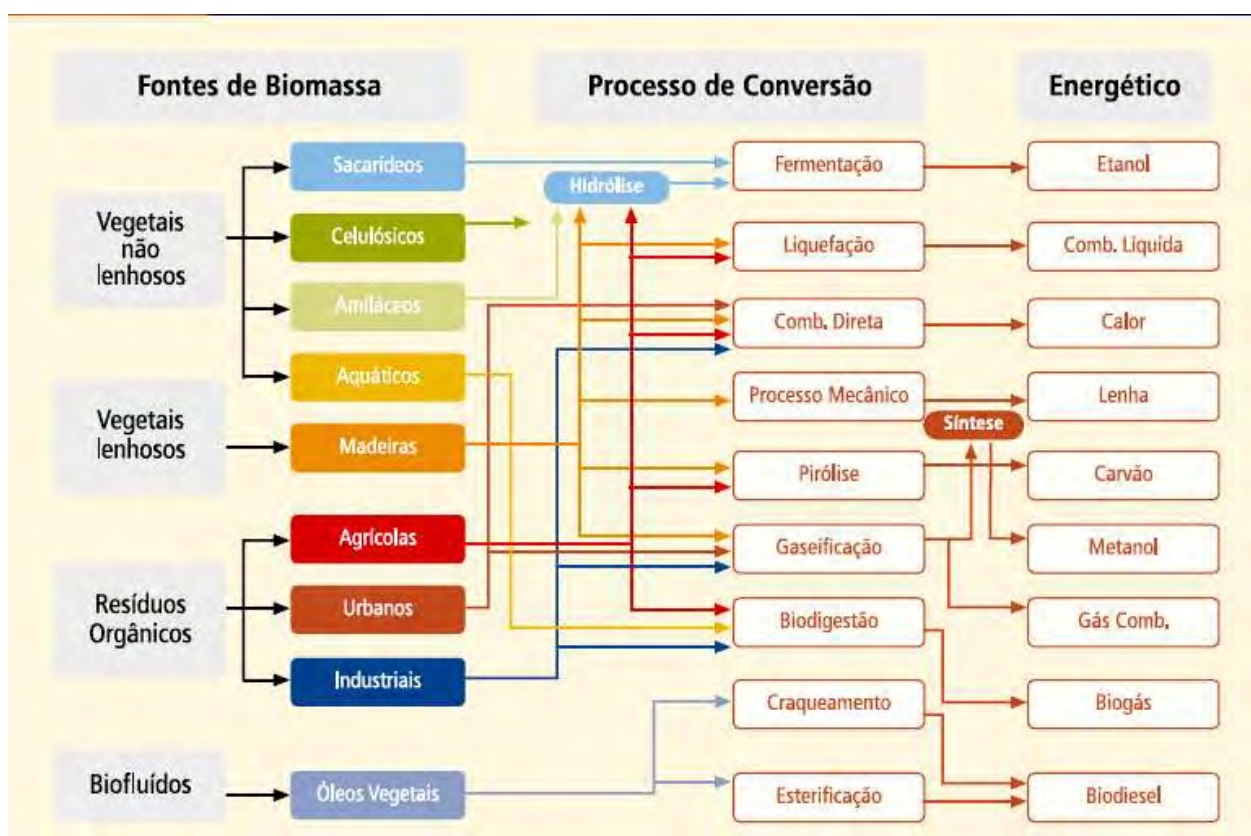 Fontes de Biomassa
Processo de Conversão
Energético
Vegetais
não
lenhosos
Sacarídeos
Celulósicos
Amiláceos
Aquáticos
Vegetais
lenhosos
Madeiras
Resíduos
Orgânicos
Agrícolas
Urbanos
Industriais
Biofluídos
Óleos Vegetais
Hidrólise
Fermentação
Liquefação
Comb. Direta
Processo Mecânico
Pirólise
Gaseificação
Biodigestão
Craqueamento
Esterificação
Síntese
Etanol
Comb. Líquida
Calor
Lenha
Carvão
Metanol
Gás Comb.
Biogás
Biodiesel